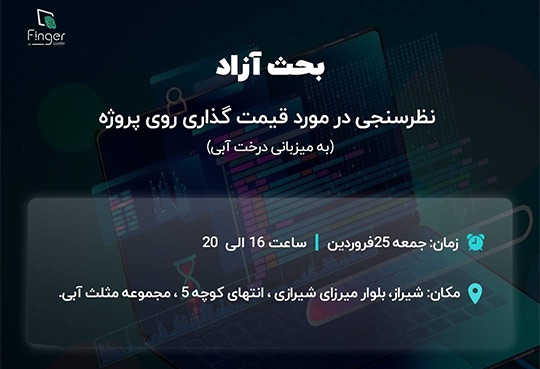 Finger
coder
بحث آزاد
نظرسنجی در مورد قیمت گذاری روی پروژه
(به میزبانی درخت آبی)
زمان: جمعه 25فروردین | ساعت 16 الی 20
مکان: شیراز، بلوار میرزای شیرازی ، انتهای کوچه 5 ، مجموعه مثلث آبی.